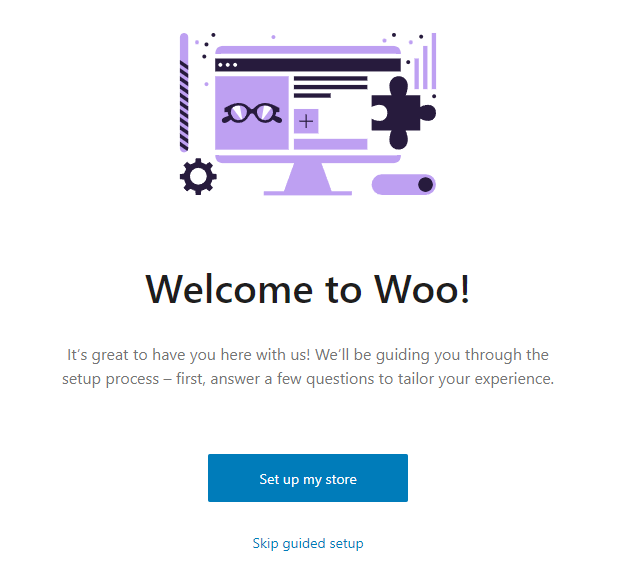 Welcome to Woo!
It’s great to have you here with us! We’ll be guiding you through the
setup process – first, answer a few questions to tailor your experience.
Set up my store
Skip guided setup